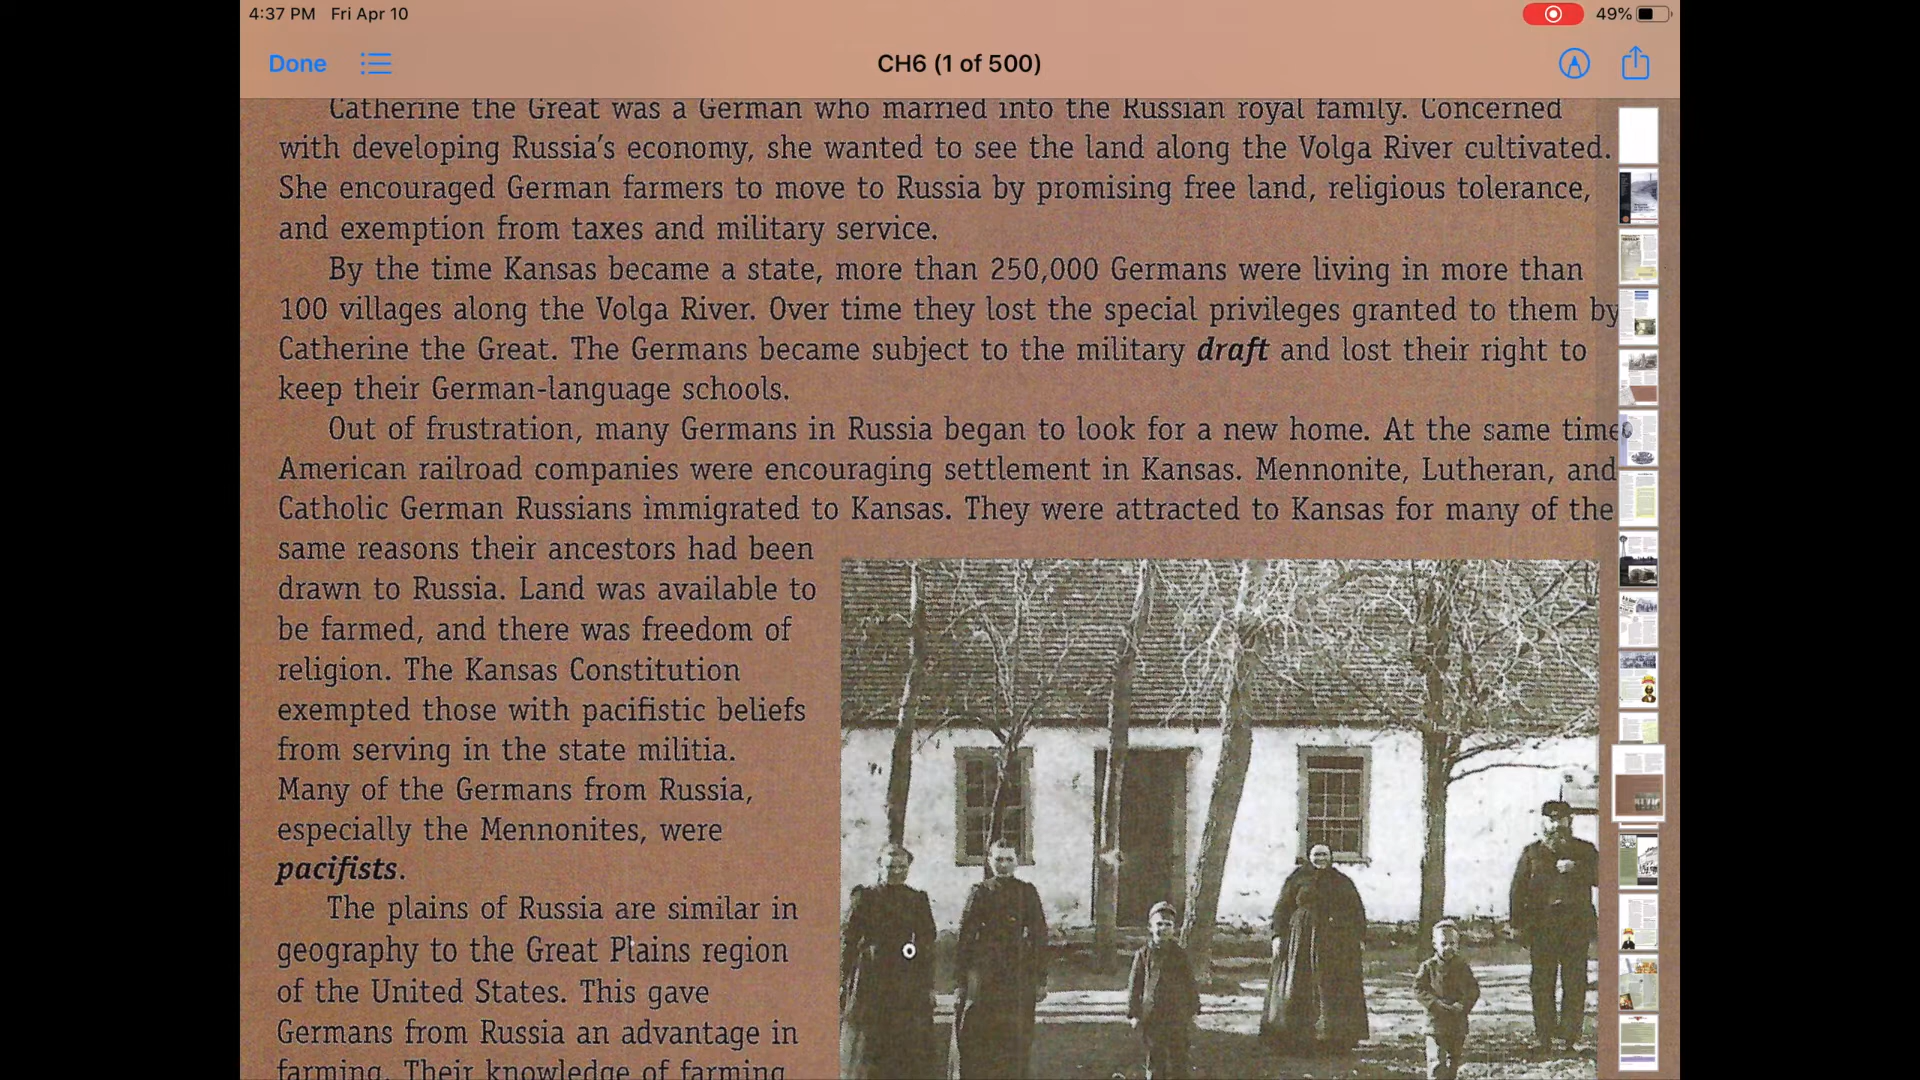 4:37 PM Fri Apr 10
49%
Done
CH6 (1 of 500)
Catherine the Great was a German who married into the Russian royal family. Concerned
with developing Russia's economy, she wanted to see the land along the Volga River cultivated.
She encouraged German farmers to move to Russia by promising free land, religious tolerance,
and exemption from taxes and military service.
By the time Kansas became a state, more than 250,000 Germans were living in more than
100 villages along the Volga River. Over time they lost the special privileges granted to them by
Catherine the Great. The Germans became subject to the military draft and lost their right to
keep their German-language schools.
Out of frustration, many Germans in Russia began to look for a new home. At the same time
American railroad companies were encouraging settlement in Kansas. Mennonite, Lutheran, and
Catholic German Russians immigrated to Kansas. They were attracted to Kansas for many of the
same reasons their ancestors had been
drawn to Russia. Land was available to
be farmed, and there was freedom of
religion. The Kansas Constitution
exempted those with pacifistic beliefs
from serving in the state militia.
Many of the Germans from Russia,
especially the Mennonites, were
pacifists.
The plains of Russia are similar in
geography to the Great Plains region
of the United States. This gave
Germans from Russia an advantage in
farming. Their knowledge of farming